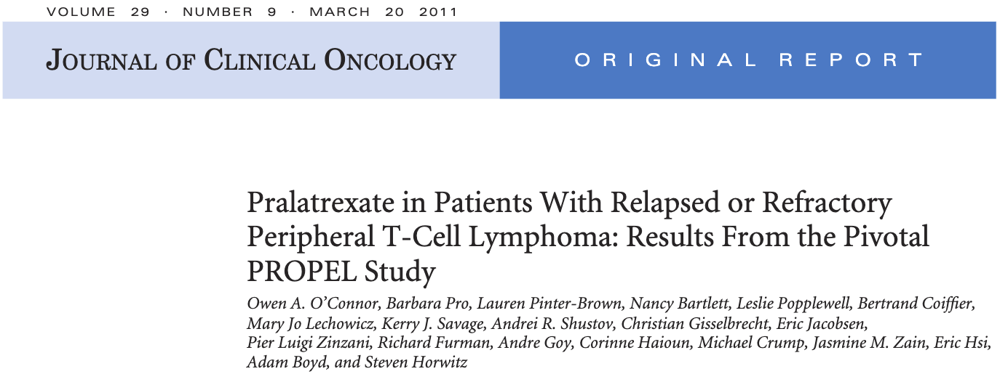 VOLUME 29 · NUMBER 9 · MARCH 20 2011
JOURNAL OF CLINICAL ONCOLOGY
ORIGINAL REPORT
Pralatrexate in Patients With Relapsed or Refractory
Peripheral T-Cell Lymphoma: Results From the Pivotal
PROPEL Study
Owen A. O’Connor, Barbara Pro, Lauren Pinter-Brown, Nancy Bartlett, Leslie Popplewell, Bertrand Coiffier,
Mary Jo Lechowicz, Kerry J. Savage, Andrei R. Shustov, Christian Gisselbrecht, Eric Jacobsen,
Pier Luigi Zinzani, Richard Furman, Andre Goy, Corinne Haioun, Michael Crump, Jasmine M. Zain, Eric Hsi,
Adam Boyd, and Steven Horwitz